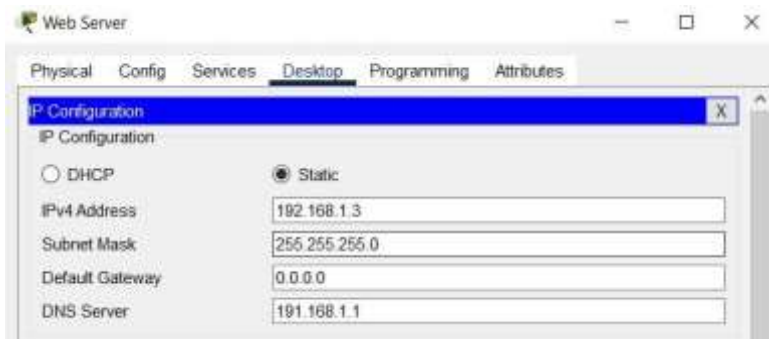 Web Server
Physical Config Services Desktop Programming Attributes
IP Configuration X
IP Configuration
DHCP Static
IPv4 Address 192.168.1.3
Subnet Mask 255.255.255.0
Default Gateway 0.0.0.0
DNS Server 191.168.1.1